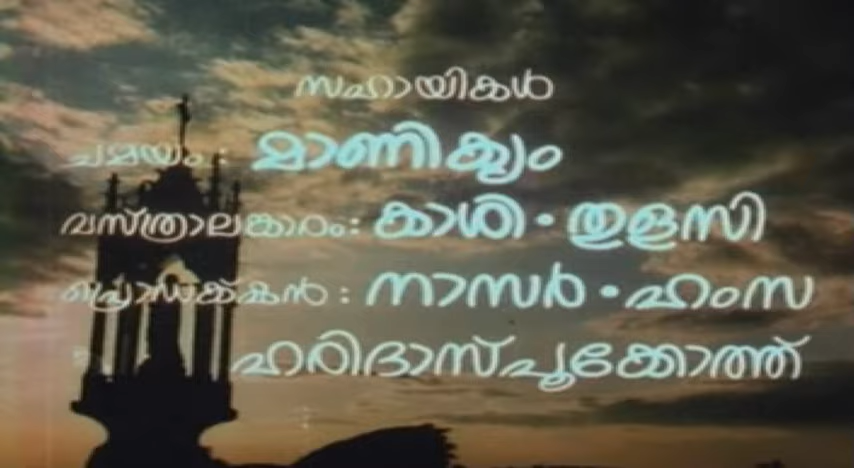 സഹായികൾ
ചമയം : മാണിക്യം
വസ്ത്രാലങ്കാരം: കാശി • തുളസി
പ്രൊഡക്ഷൻ : നാസർ • ഹംസ
ഹരിദാസ് പൂക്കോത്ത്